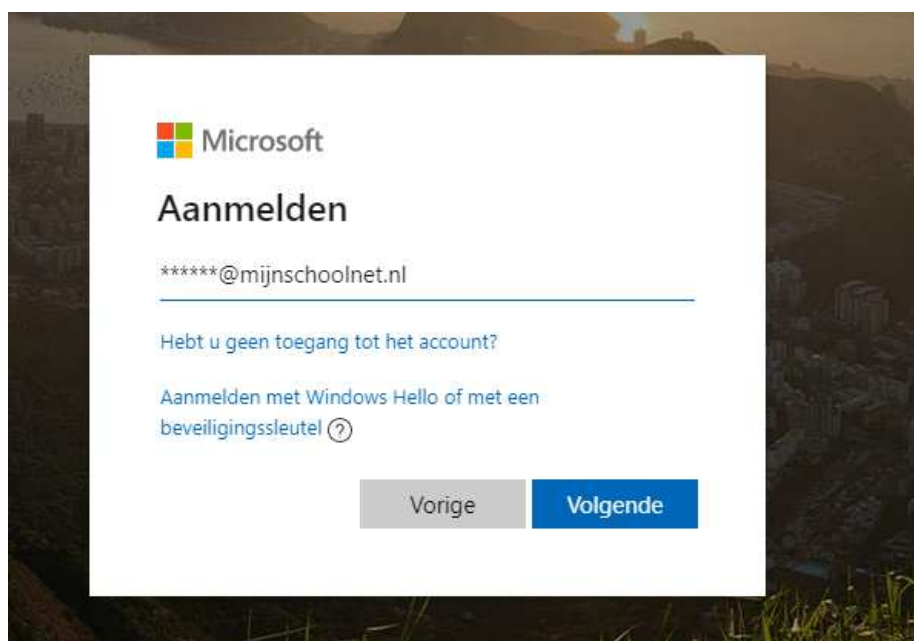 Microsoft
Aanmelden
******@mijnschoolnet.nl
Hebt u geen toegang tot het account?
Aanmelden met Windows Hello of met een
beveiligingssleutel ?
Vorige Volgende